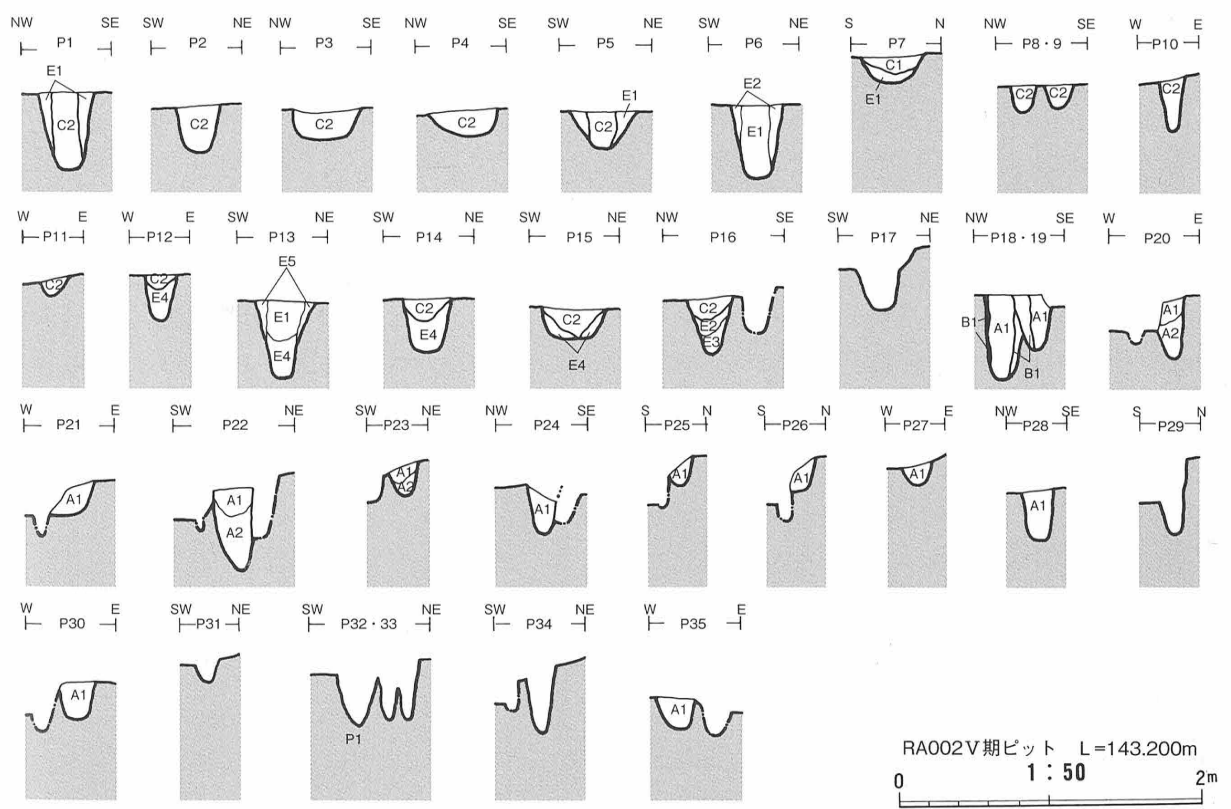 NW SE SW NE SW NE SW NE SW NE SW NE S N NW SE W E
P1 P2 P3 P4 P5 P6 P7 P8・9 P10
E1 C2 C2 C2 C2 E1 C2 E2 E1 C1 E1 C2 C2 C2
W E W E SW NE SW NE SW NE NW SE SW NE NW SE W E
P11 P12 P13 P14 P15 P16 P17 P18・19 P20
C2 C2 E4 E5 E1 E4 C2 E4 C2 E4 C2 E2 E3 B1 A1 A1 B1 A1 A2
W E SW NE SW NE NW SE S N S N W E NW SE S N
P21 P22 P23 P24 P25 P26 P27 P28 P29
A1 A1 A2 A1 A2 A1 A1 A1 A1 A1
W E SW NE SW NE SW NE W E
P30 P31 P32・33 P34 P35
A1 P1 A1
RA002Ⅴ期ピット L=143.200m
1:50
0 2m